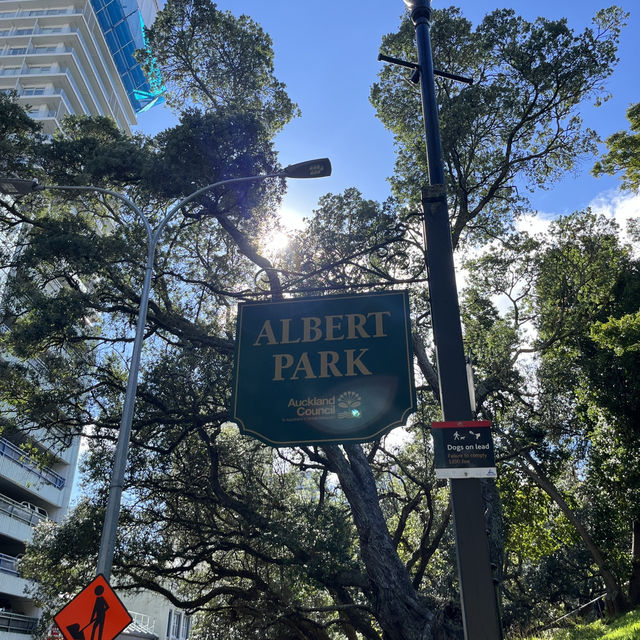 ALBERT
PARK
Auckland
Council
Dogs on lead